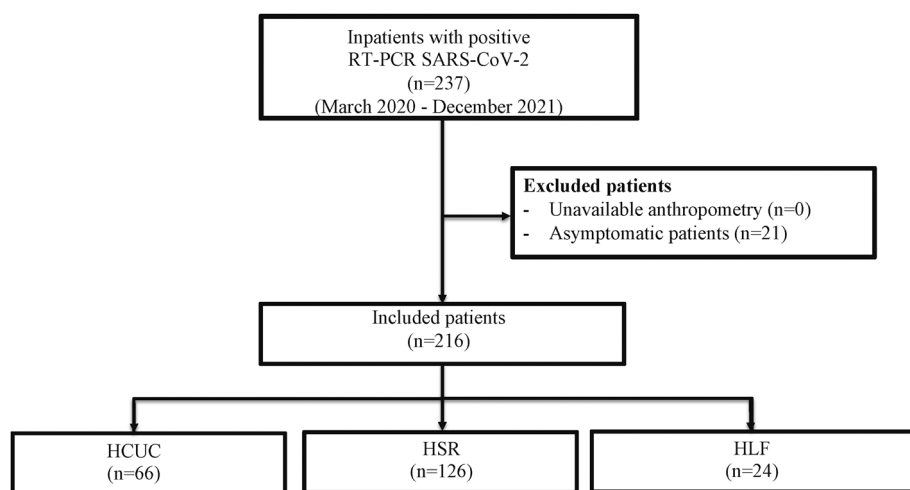 Inpatients with positive
RT-PCR SARS-CoV-2
(n=237)
(March 2020 - December 2021)
Excluded patients
- Unavailable anthropometry (n=0)
- Asymptomatic patients (n=21)
Included patients
(n=216)
HCUC
(n=66)
HSR
(n=126)
HLF
(n=24)